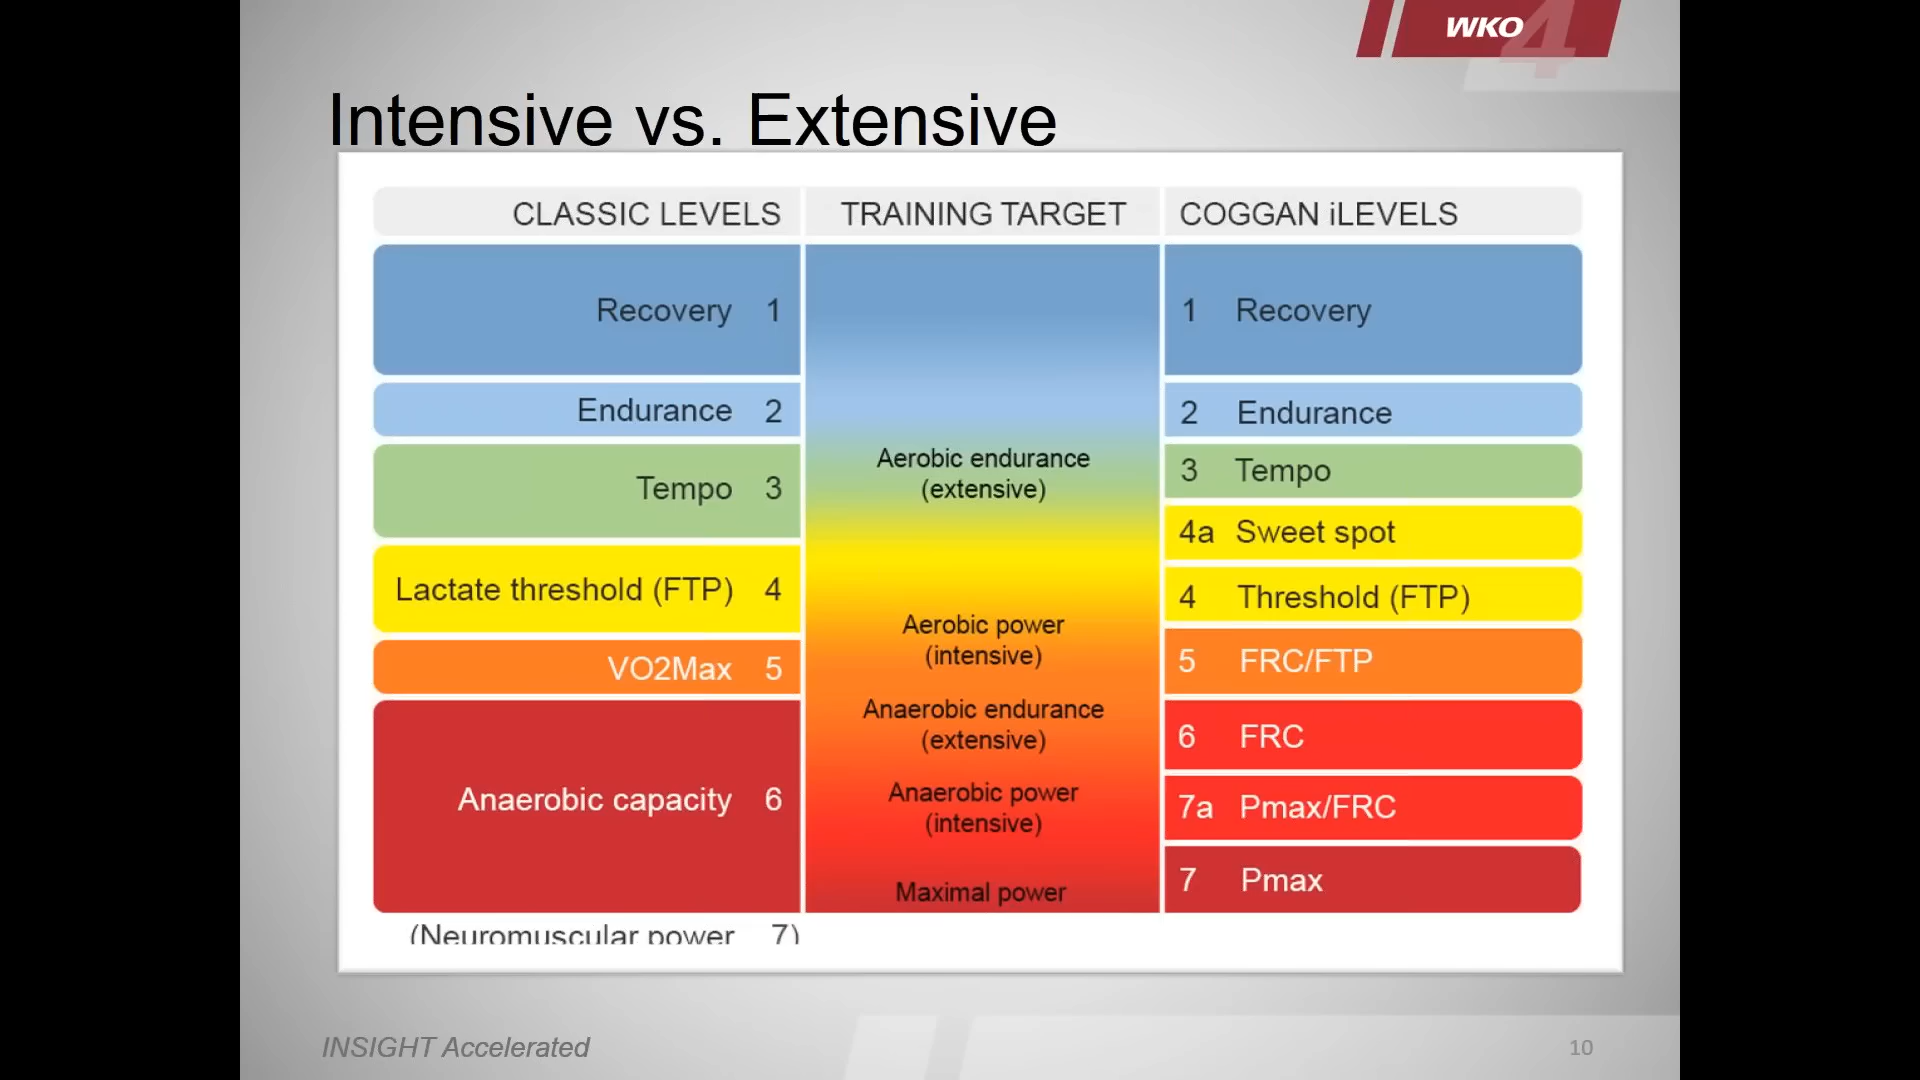 WKO 4
Intensive vs. Extensive
CLASSIC LEVELS
TRAINING TARGET
COGGAN iLEVELS
Recovery 1
Endurance 2
Tempo 3
Lactate threshold (FTP) 4
VO2Max 5
Anaerobic capacity 6
(Neuromuscular power 7)
Aerobic endurance
(extensive)
Aerobic power
(intensive)
Anaerobic endurance
(extensive)
Anaerobic power
(intensive)
Maximal power
1 Recovery
2 Endurance
3 Tempo
4a Sweet spot
4 Threshold (FTP)
5 FRC/FTP
6 FRC
7a Pmax/FRC
7 Pmax
INSIGHT Accelerated
10